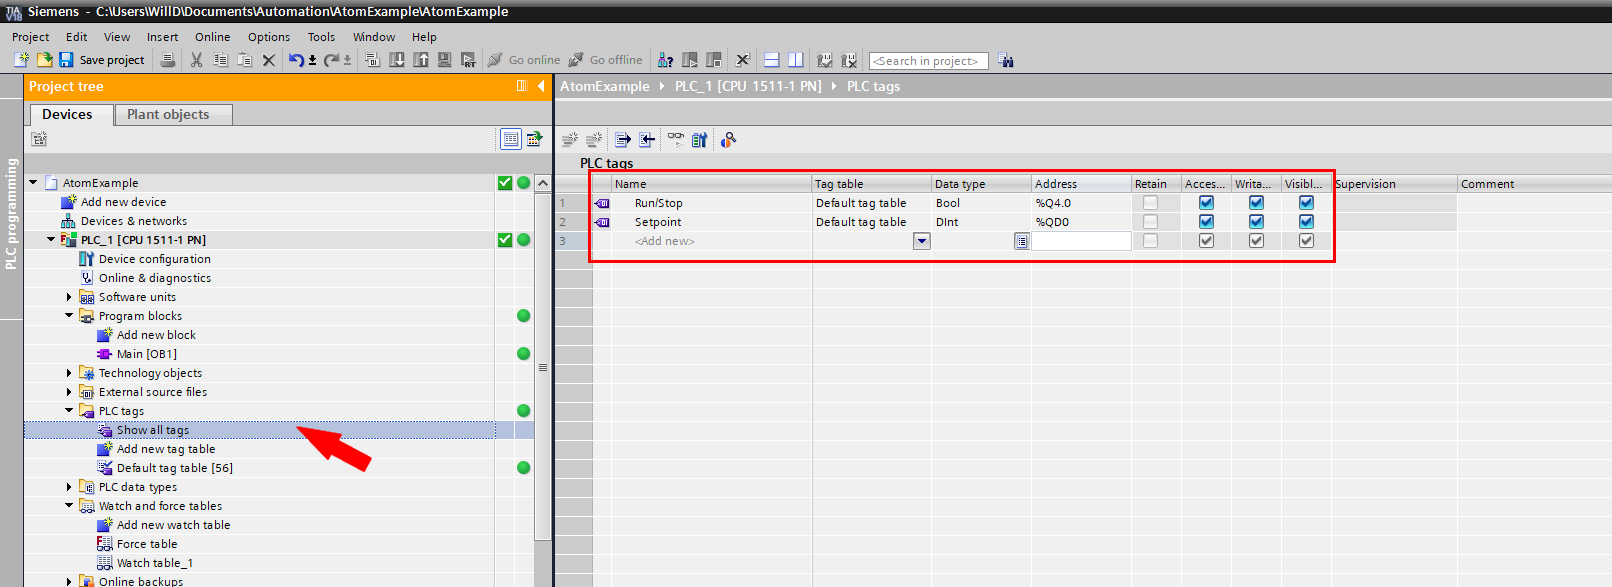 TIA V18 Siemens - C:\Users\WillD\Documents\Automation\AtomExample\AtomExample
Project Edit View Insert Online Options Tools Window Help
Save project Go online Go offline <Search in project>
Project tree
Devices Plant objects
PLC programming
AtomExample
Add new device
Devices & networks
PLC_1 [CPU 1511-1 PN]
Device configuration
Online & diagnostics
Software units
Program blocks
Add new block
Main [OB1]
Technology objects
External source files
PLC tags
Show all tags
Add new tag table
Default tag table [56]
PLC data types
Watch and force tables
Add new watch table
Force table
Watch table_1
Online backups
AtomExample PLC_1 [CPU 1511-1 PN] PLC tags
PLC tags
Name Tag table Data type Address Retain Acces... Writa... Visibl... Supervision Comment
1 Run/Stop Default tag table Bool %Q4.0
2 Setpoint Default tag table DInt %QD0
3 <Add new>